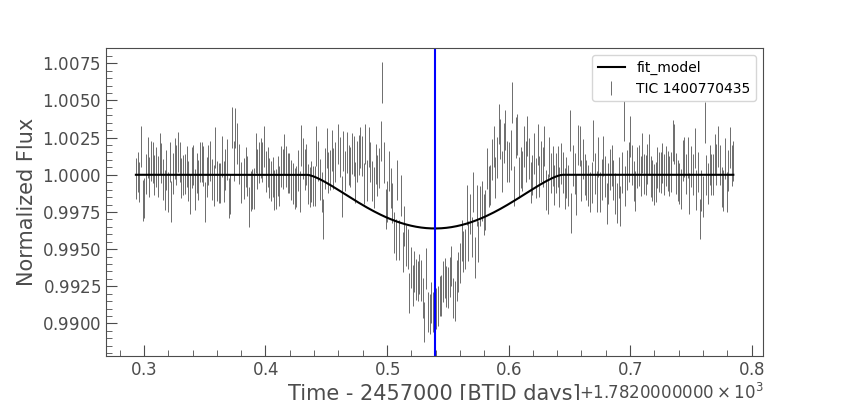 fit_model
TIC 1400770435
Normalized Flux
1.0075
1.0050
1.0025
1.0000
0.9975
0.9950
0.9925
0.9900
0.3 0.4 0.5 0.6 0.7 0.8
Time - 2457000 [BTJD days]
+1.7820000000 × 10³